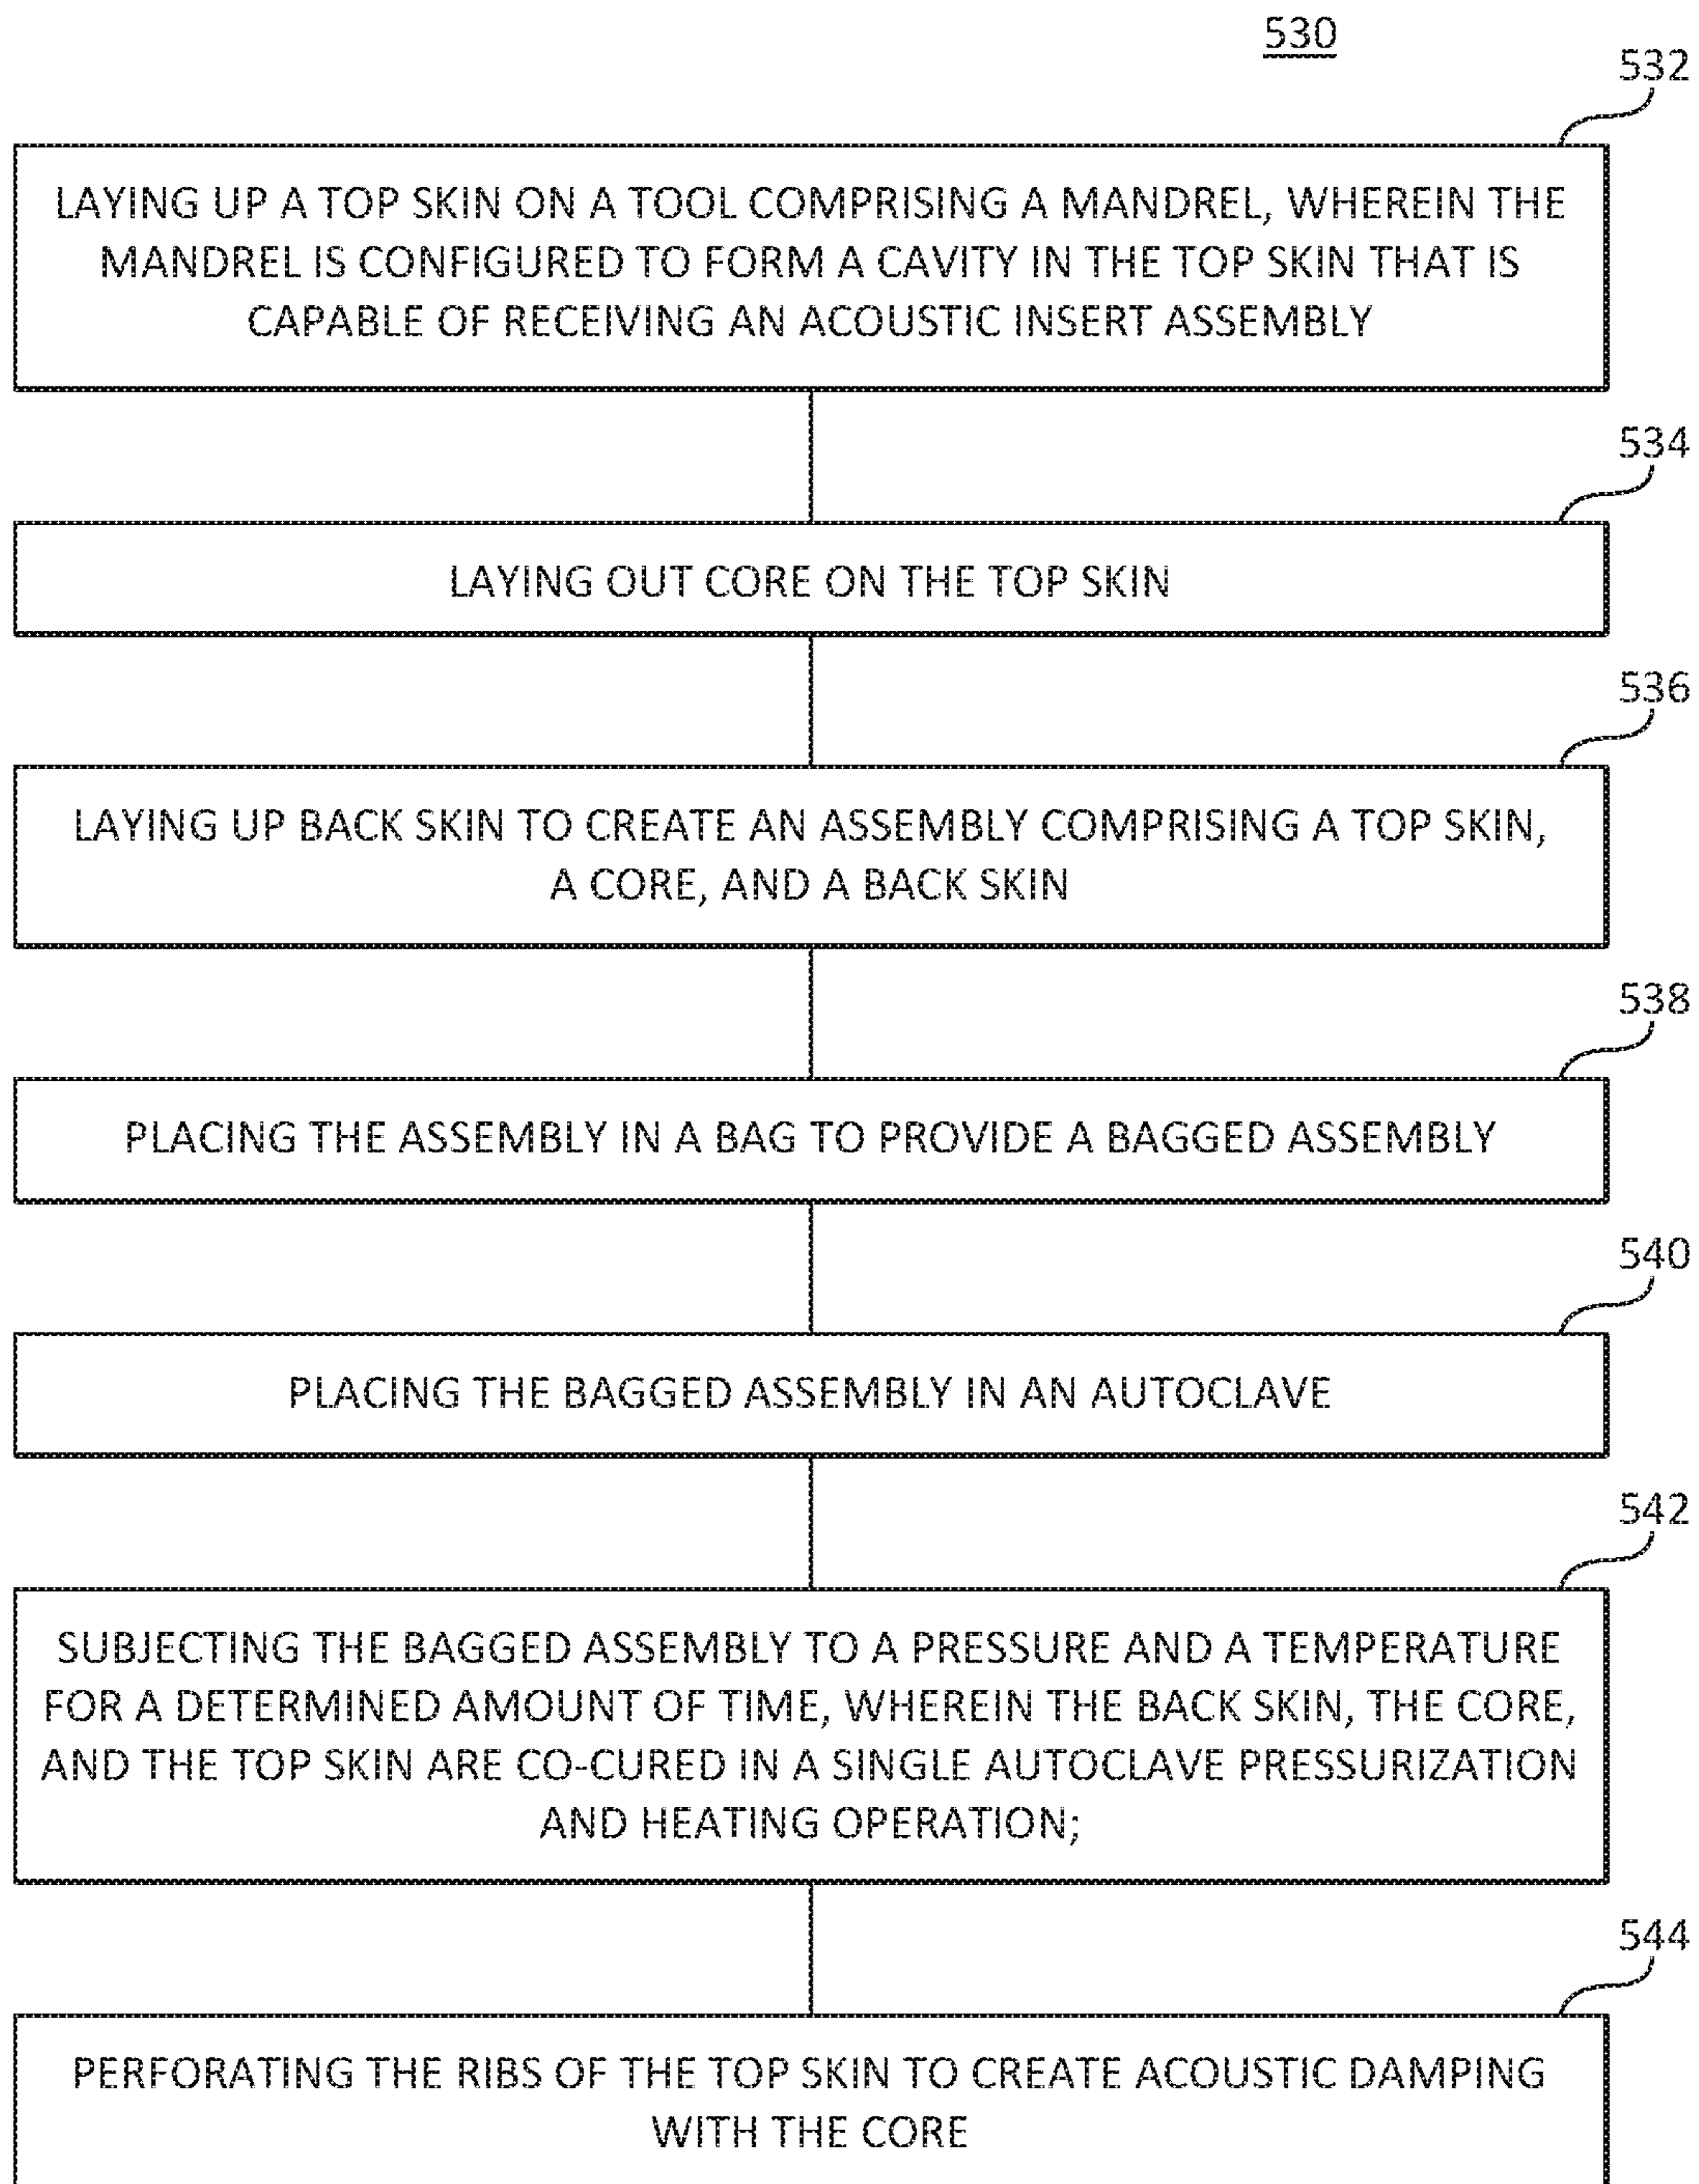 530
532
LAYING UP A TOP SKIN ON A TOOL COMPRISING A MANDREL, WHEREIN THE
MANDREL IS CONFIGURED TO FORM A CAVITY IN THE TOP SKIN THAT IS
CAPABLE OF RECEIVING AN ACOUSTIC INSERT ASSEMBLY
534
LAYING OUT CORE ON THE TOP SKIN
536
LAYING UP BACK SKIN TO CREATE AN ASSEMBLY COMPRISING A TOP SKIN,
A CORE, AND A BACK SKIN
538
PLACING THE ASSEMBLY IN A BAG TO PROVIDE A BAGGED ASSEMBLY
540
PLACING THE BAGGED ASSEMBLY IN AN AUTOCLAVE
542
SUBJECTING THE BAGGED ASSEMBLY TO A PRESSURE AND A TEMPERATURE
FOR A DETERMINED AMOUNT OF TIME, WHEREIN THE BACK SKIN, THE CORE,
AND THE TOP SKIN ARE CO-CURED IN A SINGLE AUTOCLAVE PRESSURIZATION
AND HEATING OPERATION;
544
PERFORATING THE RIBS OF THE TOP SKIN TO CREATE ACOUSTIC DAMPING
WITH THE CORE